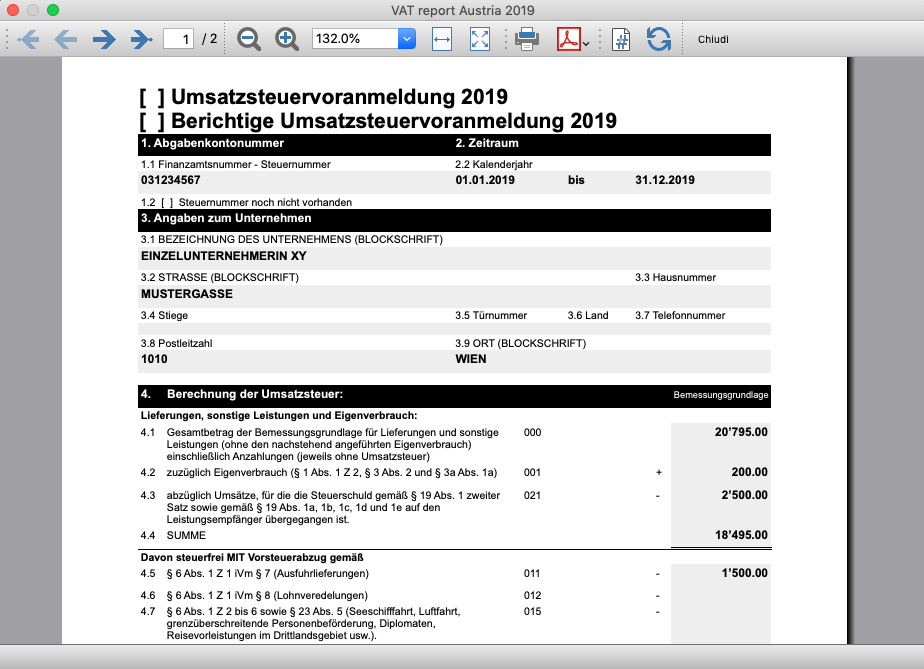 VAT report Austria 2019
1 / 2 132.0% Chiudi
[ ] Umsatzsteuervoranmeldung 2019
[ ] Berichtige Umsatzsteuervoranmeldung 2019
1. Abgabenkontonummer 2. Zeitraum
1.1 Finanzamtsnummer - Steuernummer 2.2 Kalenderjahr
031234567 01.01.2019 bis 31.12.2019
1.2 [ ] Steuernummer noch nicht vorhanden
3. Angaben zum Unternehmen
3.1 BEZEICHNUNG DES UNTERNEHMENS (BLOCKSCHRIFT)
EINZELUNTERNEHMERIN XY
3.2 STRASSE (BLOCKSCHRIFT) 3.3 Hausnummer
MUSTERGASSE
3.4 Stiege 3.5 Türnummer 3.6 Land 3.7 Telefonnummer
3.8 Postleitzahl 3.9 ORT (BLOCKSCHRIFT)
1010 WIEN
4. Berechnung der Umsatzsteuer: Bemessungsgrundlage
Lieferungen, sonstige Leistungen und Eigenverbrauch:
4.1 Gesamtbetrag der Bemessungsgrundlage für Lieferungen und sonstige 000 20’795.00
Leistungen (ohne den nachstehend angeführten Eigenverbrauch)
einschließlich Anzahlungen (jeweils ohne Umsatzsteuer)
4.2 zuzüglich Eigenverbrauch (§ 1 Abs. 1 Z 2, § 3 Abs. 2 und § 3a Abs. 1a) 001 + 200.00
4.3 abzüglich Umsätze, für die die Steuerschuld gemäß § 19 Abs. 1 zweiter 021 - 2’500.00
Satz sowie gemäß § 19 Abs. 1a, 1b, 1c, 1d und 1e auf den
Leistungsempfänger übergegangen ist.
4.4 SUMME 18’495.00
Davon steuerfrei MIT Vorsteuerabzug gemäß
4.5 § 6 Abs. 1 Z 1 iVm § 7 (Ausfuhrlieferungen) 011 - 1’500.00
4.6 § 6 Abs. 1 Z 1 iVm § 8 (Lohnveredelungen) 012 -
4.7 § 6 Abs. 1 Z 2 bis 6 sowie § 23 Abs. 5 (Seeschifffahrt, Luftfahrt, 015 -
grenzüberschreitende Personenbeförderung, Diplomaten,
Reisevorleistungen im Drittlandsgebiet usw.).